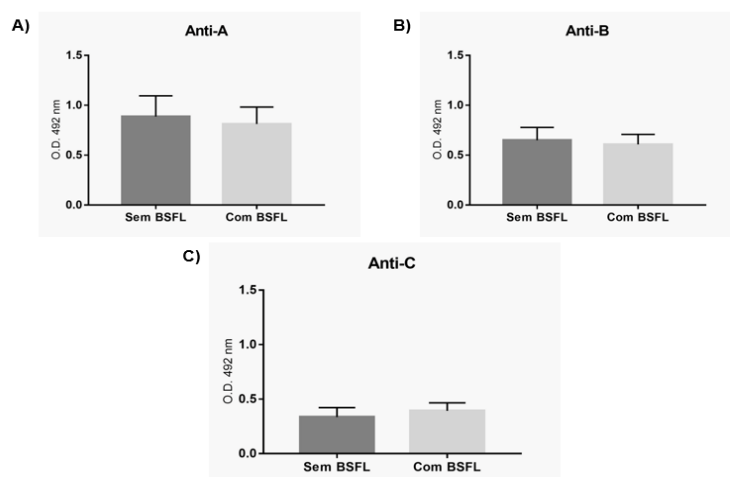 A)
Anti-A
1.5
1.0
0.5
0.0
O.D. 492 nm
Sem BSFL Com BSFL
B)
Anti-B
1.5
1.0
0.5
0.0
O.D. 492 nm
Sem BSFL Com BSFL
C)
Anti-C
1.5
1.0
0.5
0.0
O.D. 492 nm
Sem BSFL Com BSFL